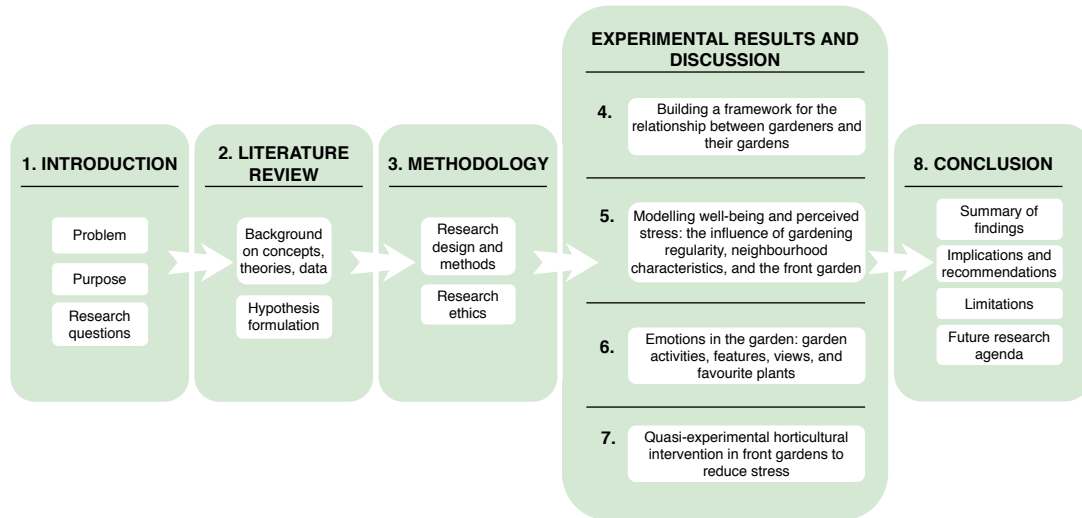 1. INTRODUCTION
Problem
Purpose
Research
questions
2. LITERATURE
REVIEW
Background
on concepts,
theories, data
Hypothesis
formulation
3. METHODOLOGY
Research
design and
methods
Research
ethics
EXPERIMENTAL RESULTS AND
DISCUSSION
4.
Building a framework for the
relationship between gardeners and
their gardens
5.
Modelling well-being and perceived
stress: the influence of gardening
regularity, neighbourhood
characteristics, and the front garden
6.
Emotions in the garden: garden
activities, features, views, and
favourite plants
7.
Quasi-experimental horticultural
intervention in front gardens to
reduce stress
8. CONCLUSION
Summary of
findings
Implications and
recommendations
Limitations
Future research
agenda